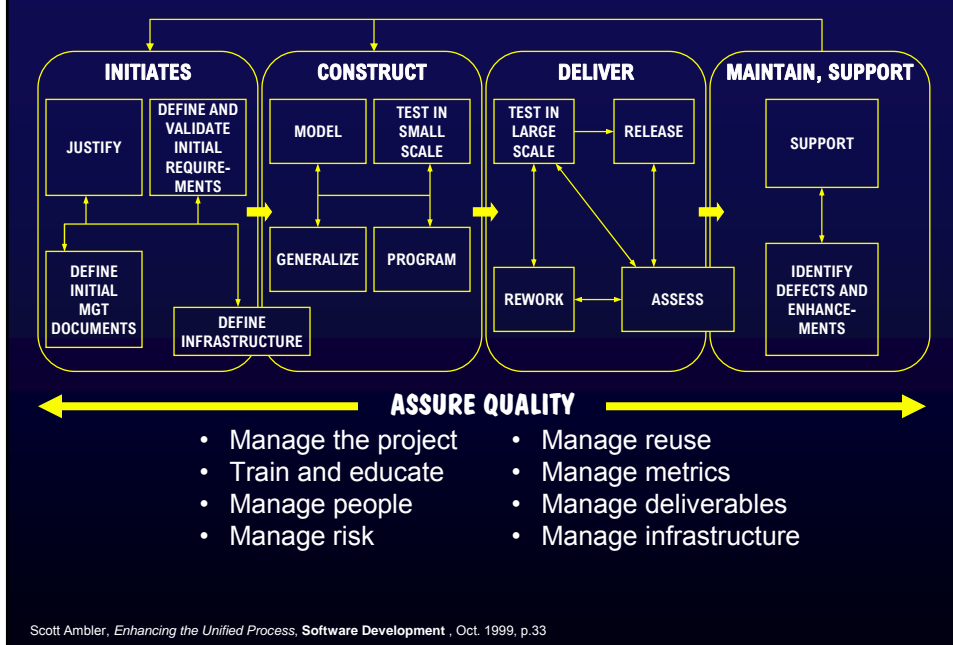 INITIATES
JUSTIFY
DEFINE AND
VALIDATE
INITIAL
REQUIRE-
MENTS
DEFINE
INITIAL
MGT
DOCUMENTS
DEFINE
INFRASTRUCTURE
CONSTRUCT
MODEL
TEST IN
SMALL
SCALE
GENERALIZE
PROGRAM
DELIVER
TEST IN
LARGE
SCALE
RELEASE
REWORK
ASSESS
MAINTAIN, SUPPORT
SUPPORT
IDENTIFY
DEFECTS AND
ENHANCE-
MENTS
ASSURE QUALITY
• Manage the project
• Train and educate
• Manage people
• Manage risk
• Manage reuse
• Manage metrics
• Manage deliverables
• Manage infrastructure
Scott Ambler, Enhancing the Unified Process, Software Development , Oct. 1999, p.33